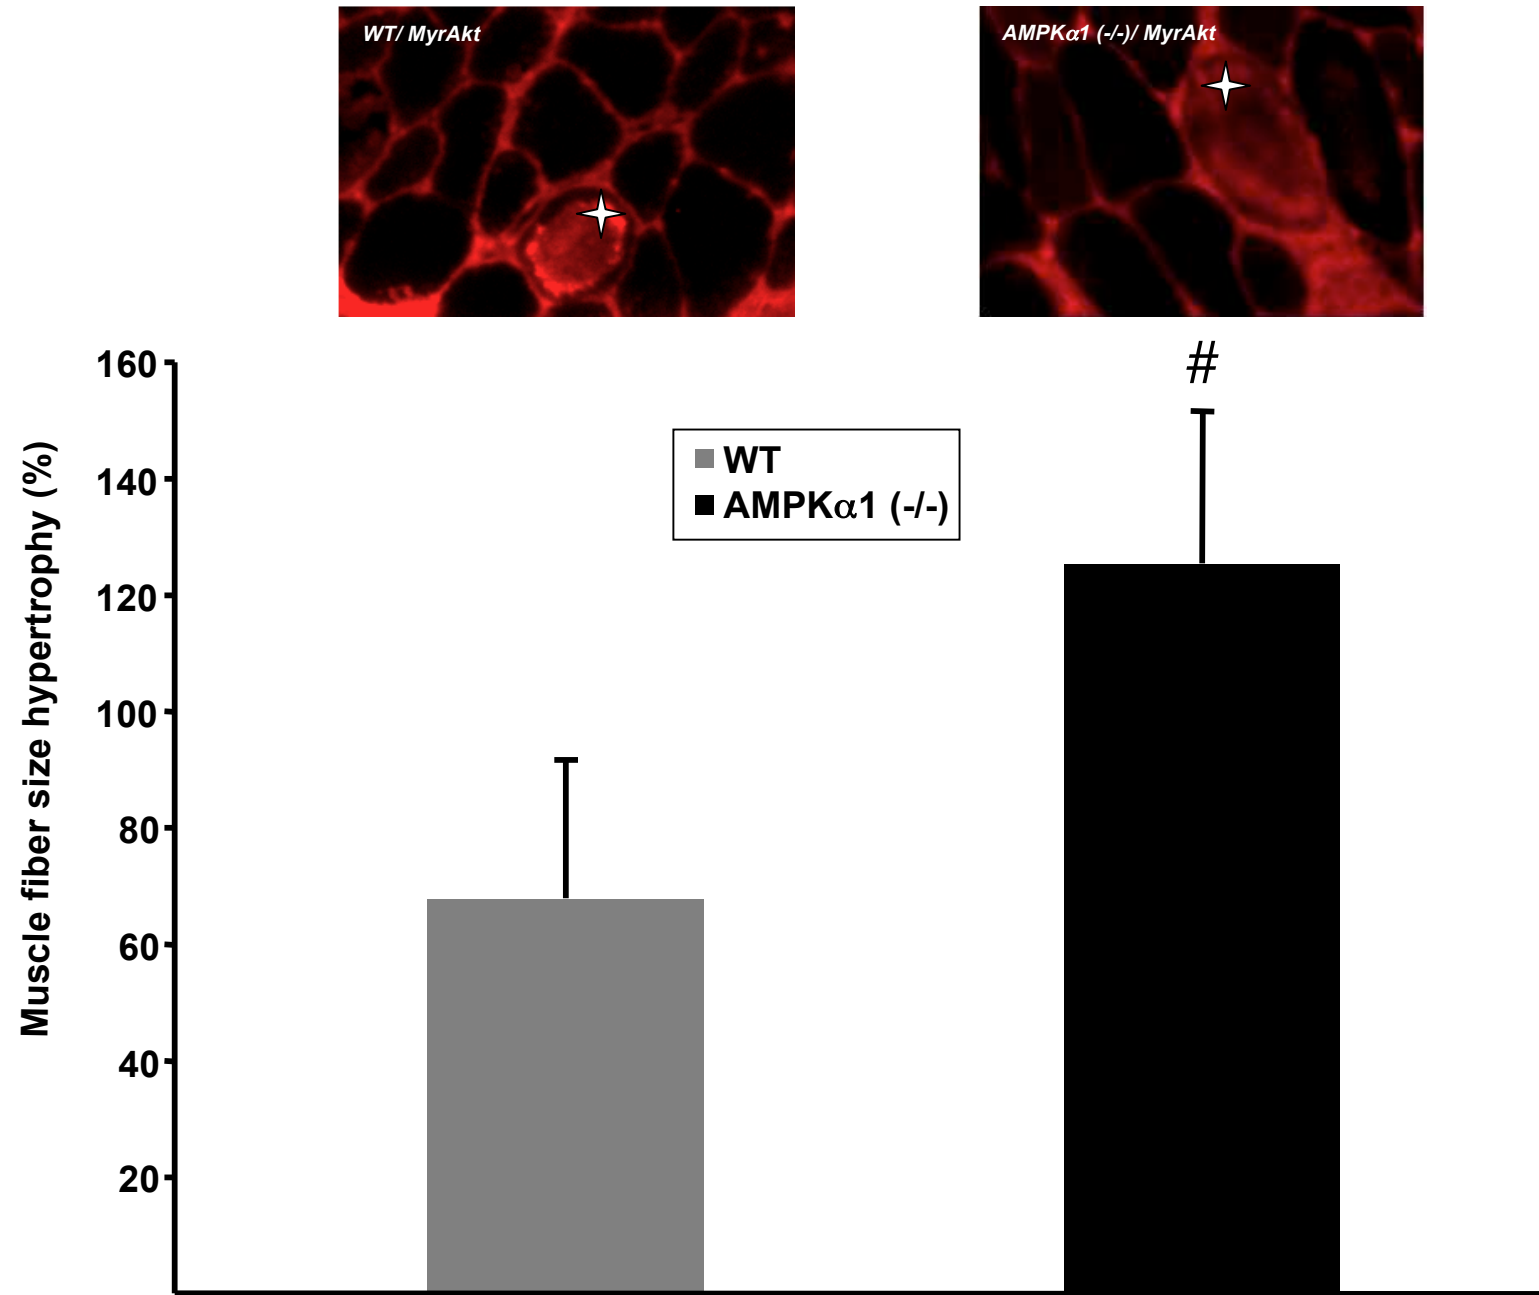 WT/ MyrAkt
AMPKα1 (-/-)/ MyrAkt
#
160
140
120
100
80
60
40
20
Muscle fiber size hypertrophy (%)
WT
AMPKα1 (-/-)